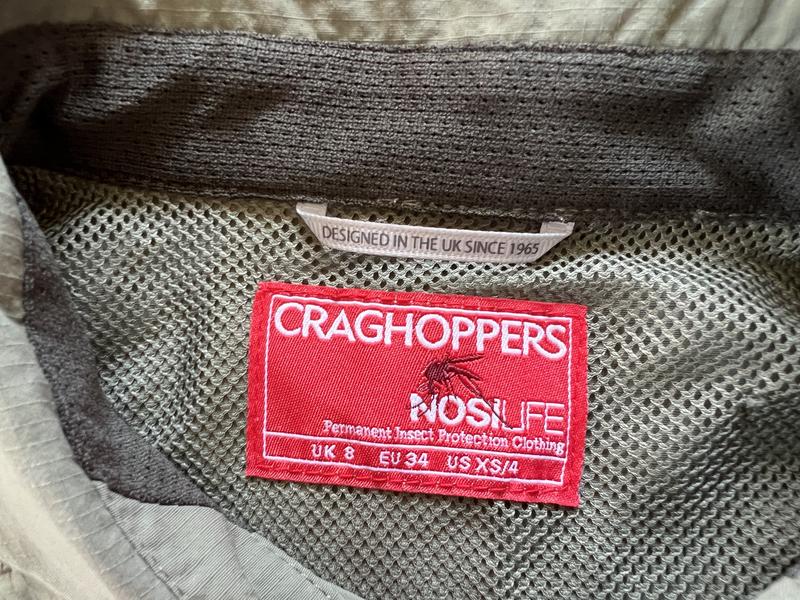 DESIGNED IN THE UK SINCE 1965
CRAGHOPPERS
NOSILIFE
Permanent Insect Protection Clothing
UK 8 EU 34 US XS/4